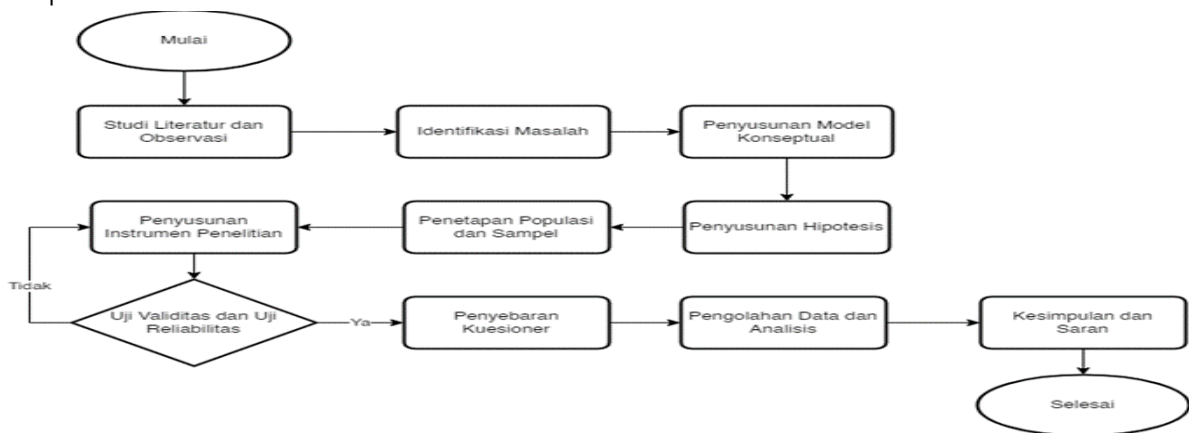 Mulai
Studi Literatur dan
Observasi
Identifikasi Masalah
Penyusunan Model
Konseptual
Penyusunan Hipotesis
Penetapan Populasi
dan Sampel
Penyusunan
Instrumen Penelitian
Tidak
Uji Validitas dan Uji
Reliabilitas
Ya
Penyebaran
Kuesioner
Pengolahan Data dan
Analisis
Kesimpulan dan
Saran
Selesai